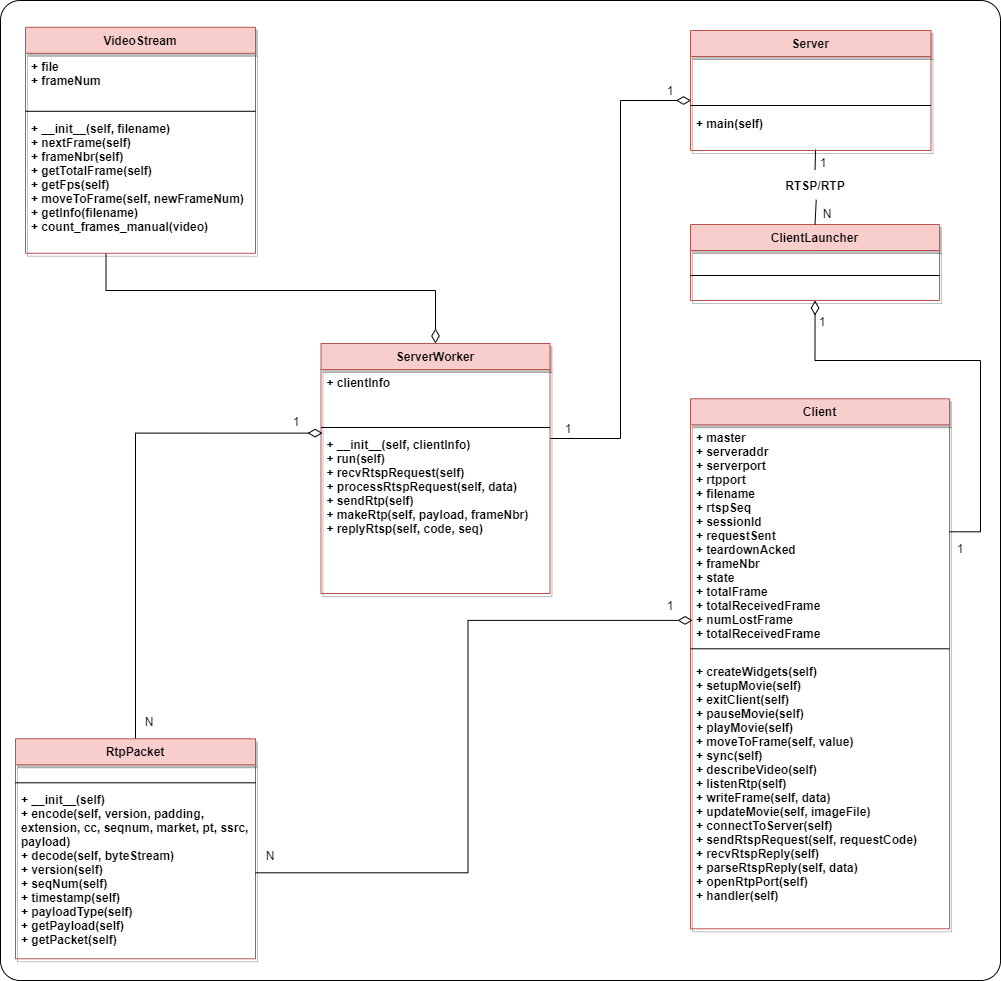 VideoStream
+ file
+ frameNum
+ __init__(self, filename)
+ nextFrame(self)
+ frameNbr(self)
+ getTotalFrame(self)
+ getFps(self)
+ moveToFrame(self, newFrameNum)
+ getInfo(filename)
+ count_frames_manual(video)
Server
+ main(self)
1
1
RTSP/RTP
N
ClientLauncher
1
ServerWorker
+ clientInfo
+ __init__(self, clientInfo)
+ run(self)
+ recvRtspRequest(self)
+ processRtspRequest(self, data)
+ sendRtp(self)
+ makeRtp(self, payload, frameNbr)
+ replyRtsp(self, code, seq)
1
1
Client
+ master
+ serveraddr
+ serverport
+ rtpport
+ filename
+ rtspSeq
+ sessionId
+ requestSent
+ teardownAcked
+ frameNbr
+ state
+ totalFrame
+ totalReceivedFrame
+ numLostFrame
+ totalReceivedFrame
+ createWidgets(self)
+ setupMovie(self)
+ exitClient(self)
+ pauseMovie(self)
+ playMovie(self)
+ moveToFrame(self, value)
+ sync(self)
+ describeVideo(self)
+ listenRtp(self)
+ writeFrame(self, data)
+ updateMovie(self, imageFile)
+ connectToServer(self)
+ sendRtspRequest(self, requestCode)
+ recvRtspReply(self)
+ parseRtspReply(self, data)
+ openRtpPort(self)
+ handler(self)
1
1
N
RtpPacket
+ __init__(self)
+ encode(self, version, padding,
extension, cc, seqnum, market, pt, ssrc,
payload)
+ decode(self, byteStream)
+ version(self)
+ seqNum(self)
+ timestamp(self)
+ payloadType(self)
+ getPayload(self)
+ getPacket(self)
N